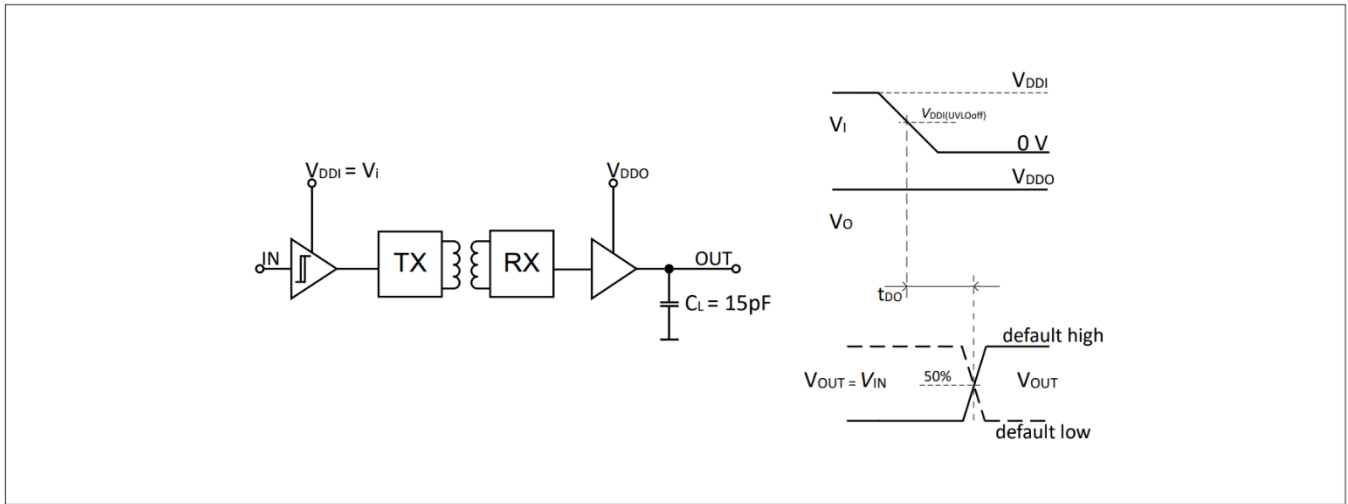 VDDI = Vi
VDDO
IN
TX
RX
OUT
CL = 15pF
VDDI
VDDI(UVLOoff)
VI
0 V
VDDO
VO
tDO
default high
VOUT = VIN
50%
VOUT
default low